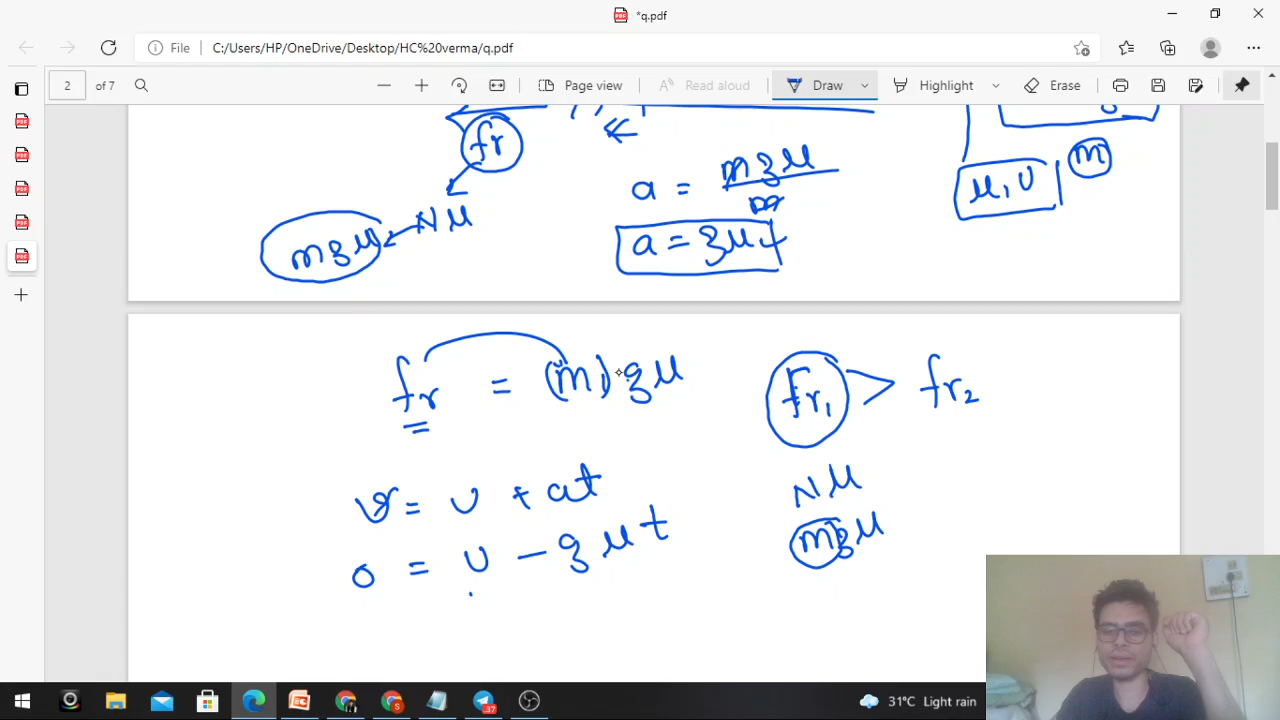 *q.pdf
File C:/Users/HP/OneDrive/Desktop/HC%20verma/q.pdf
2 of 7 Page view Read aloud Draw Highlight Erase
fr
Nμ
mgμ
a = mgμ / m
a = gμ
μ, υ
m
fr = (m) gμ
Fr1 > fr2
v = u + at
Nμ
0 = u - gμt
mgμ
37
31°C Light rain